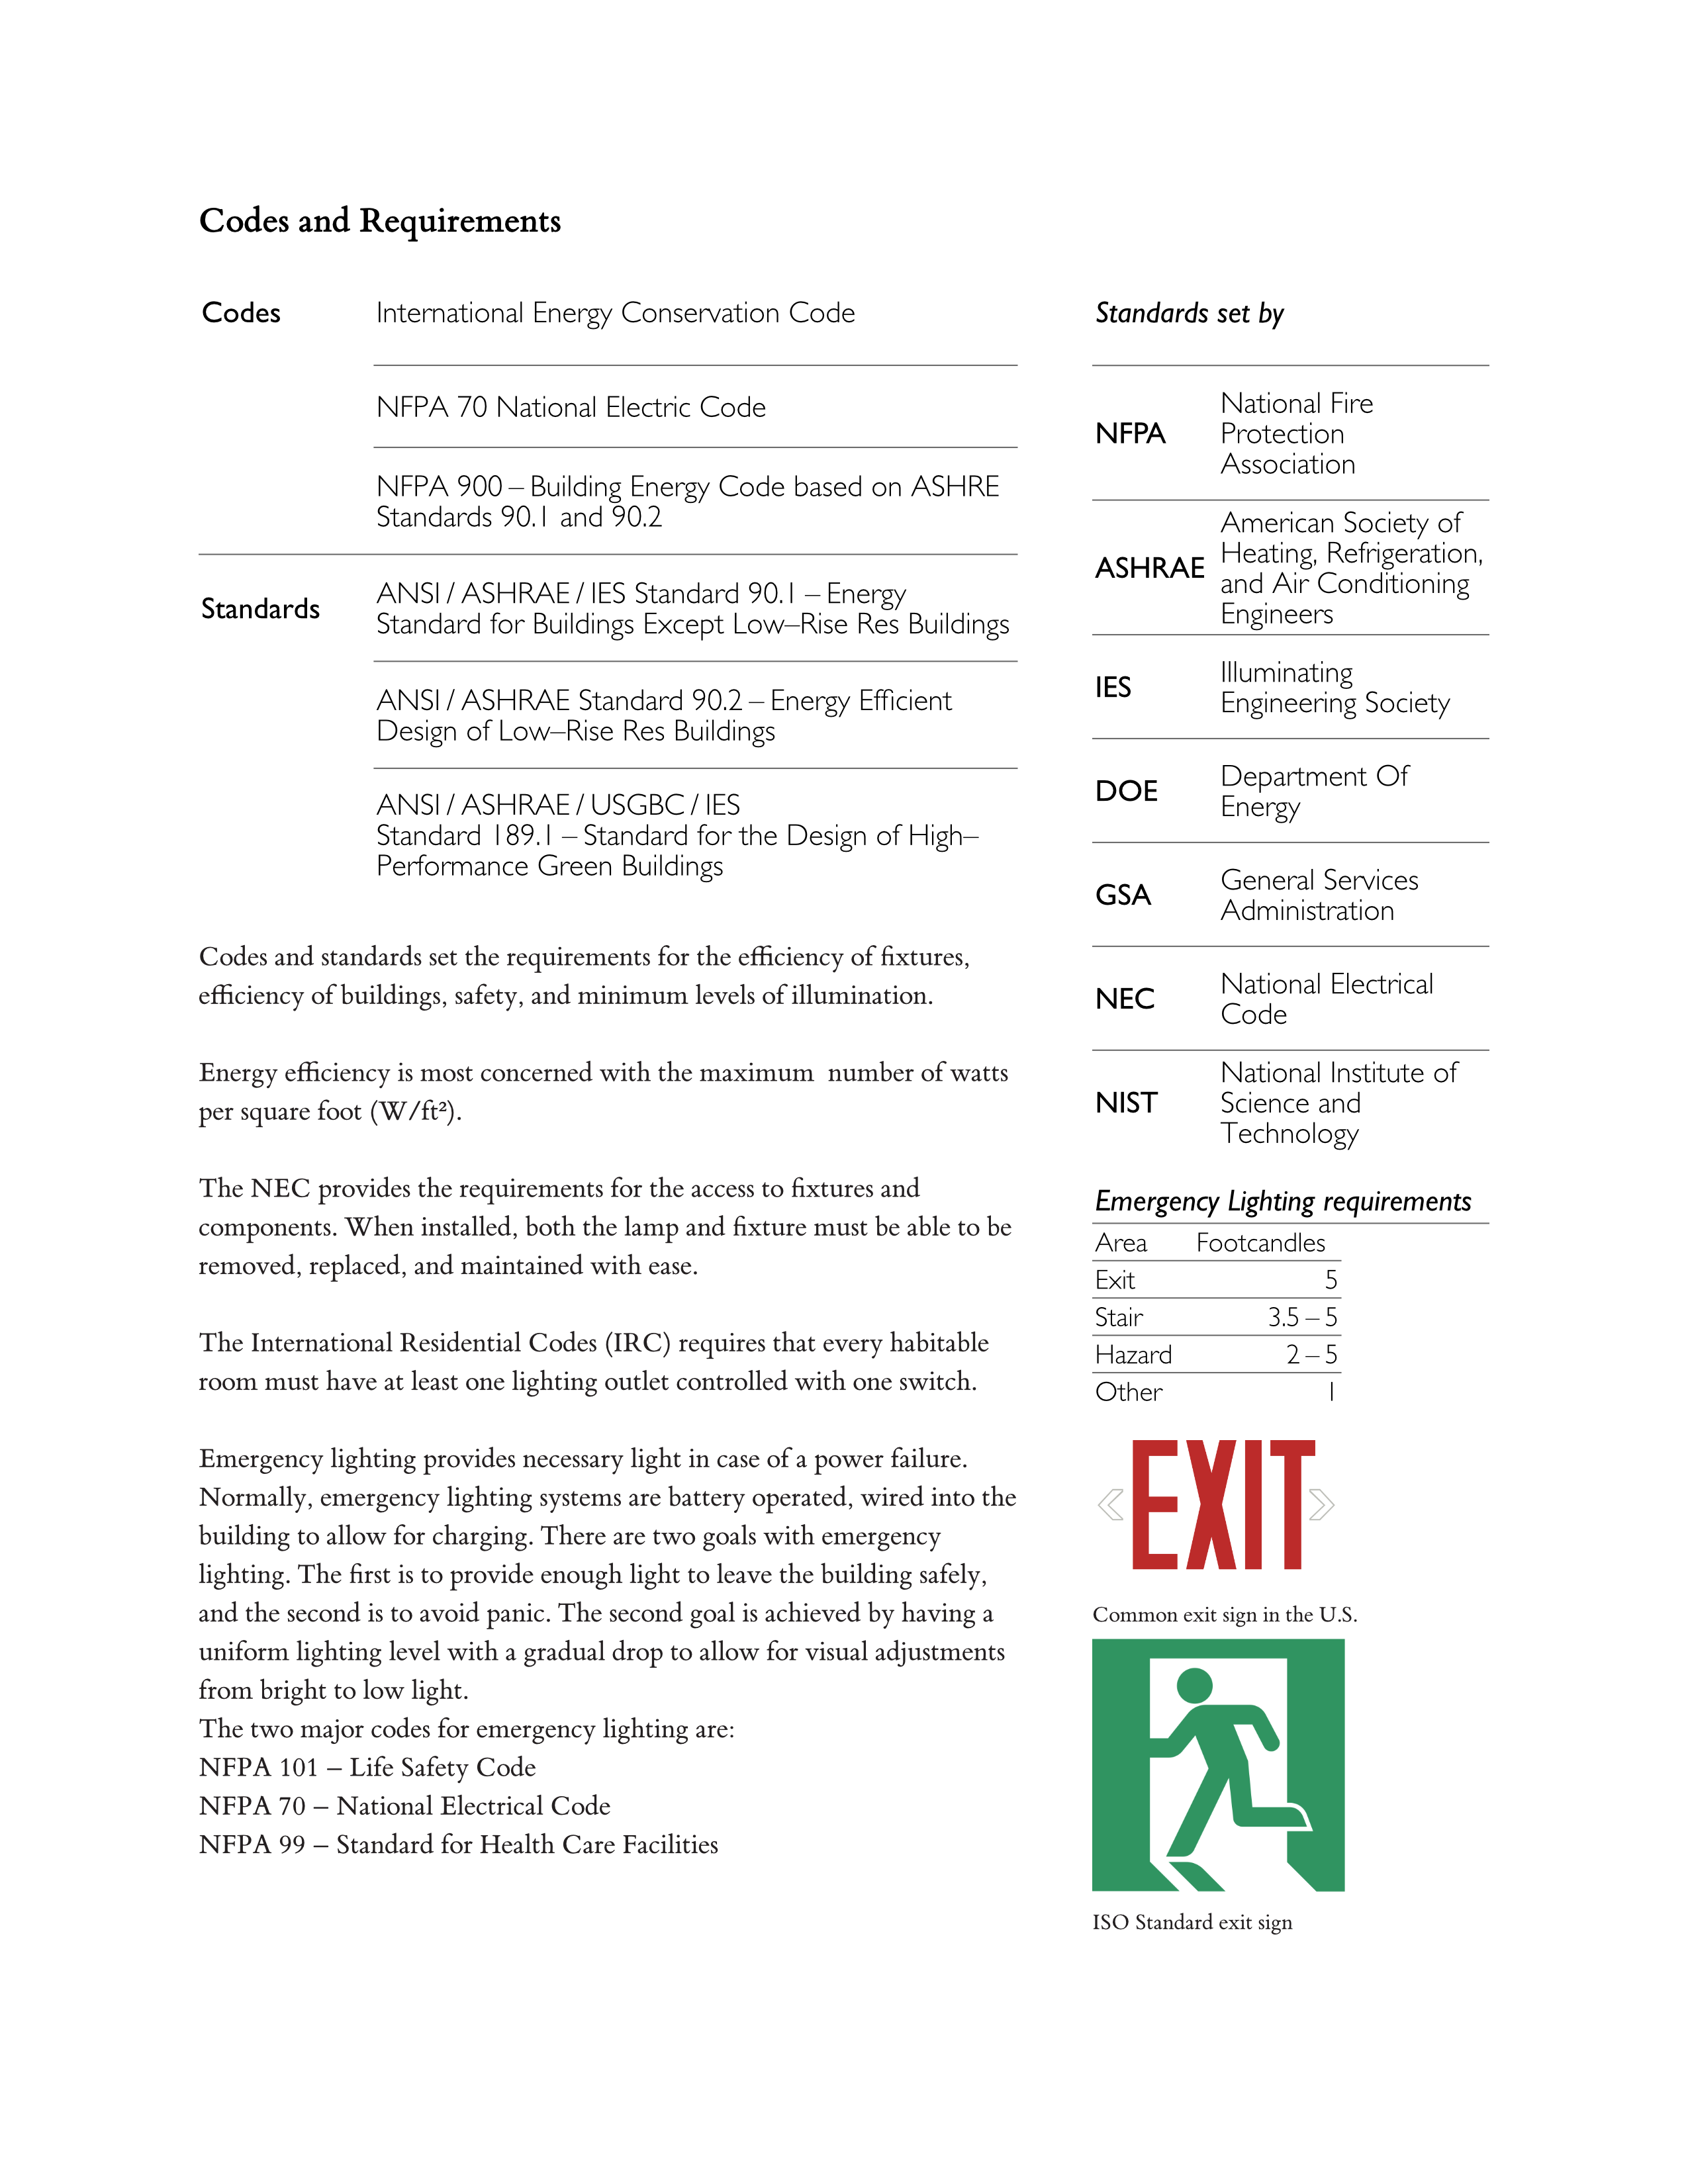 Codes and Requirements
Codes
International Energy Conservation Code
NFPA 70 National Electric Code
NFPA 900 – Building Energy Code based on ASHRE
Standards 90.1 and 90.2
Standards
ANSI / ASHRAE / IES Standard 90.1 – Energy
Standard for Buildings Except Low–Rise Res Buildings
ANSI / ASHRAE Standard 90.2 – Energy Efficient
Design of Low–Rise Res Buildings
ANSI / ASHRAE / USGBC / IES
Standard 189.1 – Standard for the Design of High–
Performance Green Buildings
Codes and standards set the requirements for the efficiency of fixtures,
efficiency of buildings, safety, and minimum levels of illumination.
Energy efficiency is most concerned with the maximum  number of watts
per square foot (W/ft²).
The NEC provides the requirements for the access to fixtures and
components. When installed, both the lamp and fixture must be able to be
removed, replaced, and maintained with ease.
The International Residential Codes (IRC) requires that every habitable
room must have at least one lighting outlet controlled with one switch.
Emergency lighting provides necessary light in case of a power failure.
Normally, emergency lighting systems are battery operated, wired into the
building to allow for charging. There are two goals with emergency
lighting. The first is to provide enough light to leave the building safely,
and the second is to avoid panic. The second goal is achieved by having a
uniform lighting level with a gradual drop to allow for visual adjustments
from bright to low light.
The two major codes for emergency lighting are:
NFPA 101 – Life Safety Code
NFPA 70 – National Electrical Code
NFPA 99 – Standard for Health Care Facilities
Standards set by
NFPA
National Fire
Protection
Association
ASHRAE
American Society of
Heating, Refrigeration,
and Air Conditioning
Engineers
IES
Illuminating
Engineering Society
DOE
Department Of
Energy
GSA
General Services
Administration
NEC
National Electrical
Code
NIST
National Institute of
Science and
Technology
Emergency Lighting requirements
Area Footcandles
Exit 5
Stair 3.5 – 5
Hazard 2 – 5
Other 1
EXIT
Common exit sign in the U.S.
ISO Standard exit sign